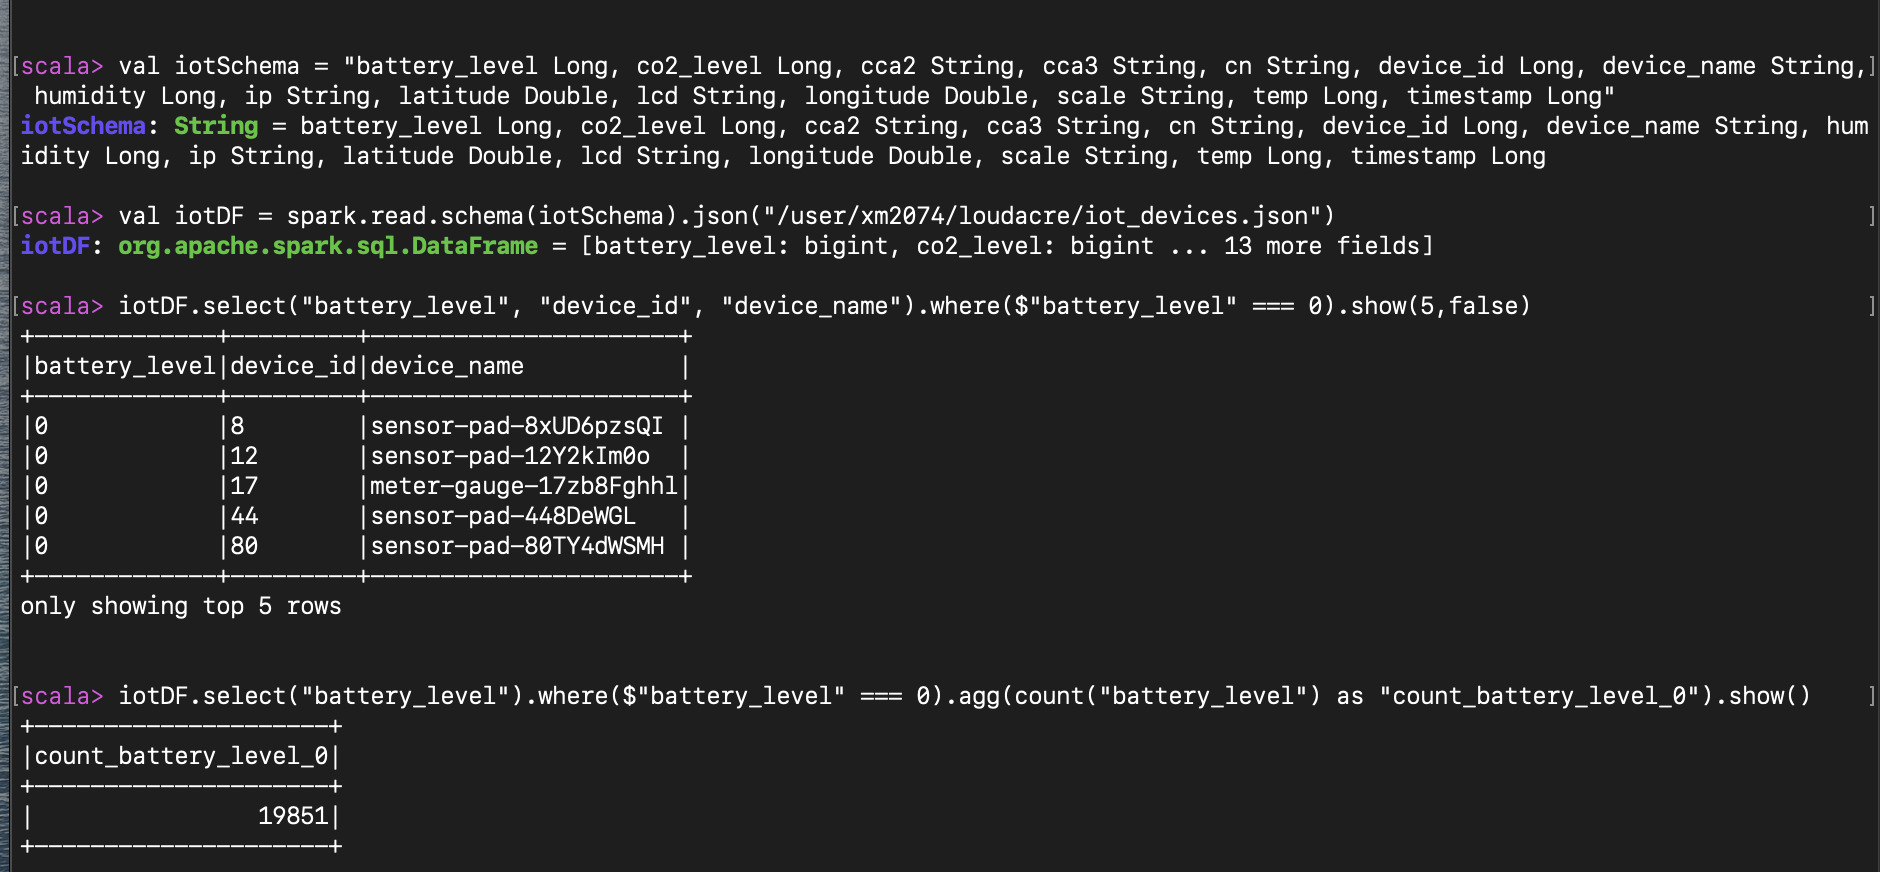 [scala> val iotSchema = "battery_level Long, co2_level Long, cca2 String, cca3 String, cn String, device_id Long, device_name String,]
 humidity Long, ip String, latitude Double, lcd String, longitude Double, scale String, temp Long, timestamp Long"
iotSchema: String = battery_level Long, co2_level Long, cca2 String, cca3 String, cn String, device_id Long, device_name String, hum
idity Long, ip String, latitude Double, lcd String, longitude Double, scale String, temp Long, timestamp Long
[scala> val iotDF = spark.read.schema(iotSchema).json("/user/xm2074/loudacre/iot_devices.json") ]
iotDF: org.apache.spark.sql.DataFrame = [battery_level: bigint, co2_level: bigint ... 13 more fields]
[scala> iotDF.select("battery_level", "device_id", "device_name").where($"battery_level" === 0).show(5,false) ]
+-------------+---------+----------------------+
|battery_level|device_id|device_name           |
+-------------+---------+----------------------+
|0            |8        |sensor-pad-8xUD6pzsQI |
|0            |12       |sensor-pad-12Y2kIm0o  |
|0            |17       |meter-gauge-17zb8Fghhl|
|0            |44       |sensor-pad-448DeWGL   |
|0            |80       |sensor-pad-80TY4dWSMH |
+-------------+---------+----------------------+
only showing top 5 rows
[scala> iotDF.select("battery_level").where($"battery_level" === 0).agg(count("battery_level") as "count_battery_level_0").show() ]
+---------------------+
|count_battery_level_0|
+---------------------+
|                19851|
+---------------------+